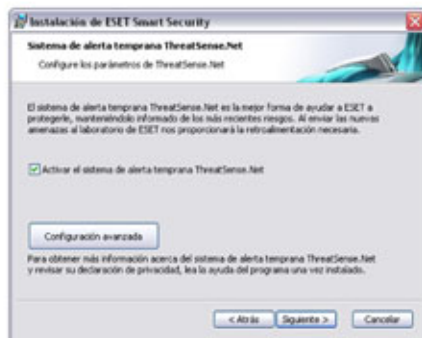 Instalación de ESET Smart Security
Sistema de alerta temprana ThreatSense.Net
Configure los parámetros de ThreatSense.Net
El sistema de alerta temprana ThreatSense.Net es la mejor forma de ayudar a ESET a
protegerle, manteniéndolo informado de los más recientes riesgos. Al enviar las nuevas
amenazas al laboratorio de ESET nos proporcionará la retroalimentación necesaria.
Activar el sistema de alerta temprana ThreatSense.Net
Configuración avanzada
Para obtener más información acerca del sistema de alerta temprana ThreatSense.Net
y revisar su declaración de privacidad, lea la ayuda del programa una vez instalado.
< Atrás
Siguiente >
Cancelar